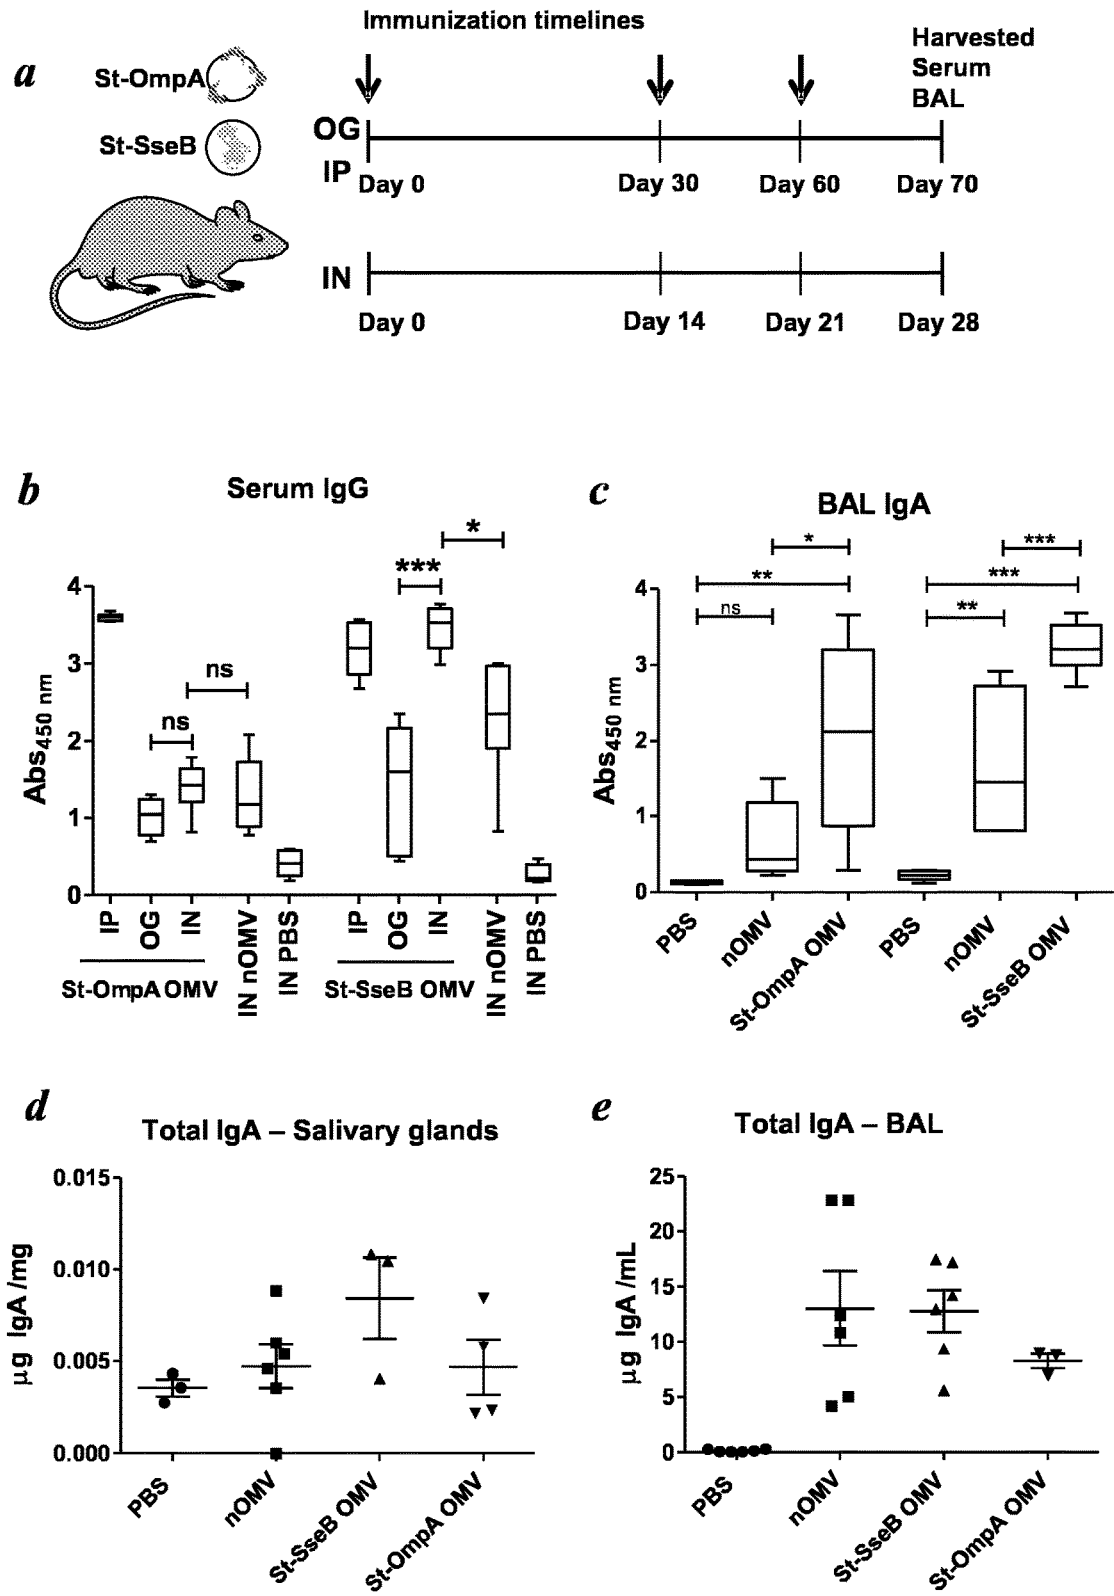 a
Immunization timelines
Harvested
Serum
BAL
St-OmpA
St-SseB
OG
IP
Day 0 Day 30 Day 60 Day 70
IN
Day 0 Day 14 Day 21 Day 28
b
Serum IgG
Abs450 nm
4
3
2
1
0
ns
ns
***
*
IP
OG
IN
IN nOMV
IN PBS
IP
OG
IN
IN nOMV
IN PBS
St-OmpA OMV
St-SseB OMV
c
BAL IgA
Abs450 nm
4
3
2
1
0
*
**
ns
***
***
**
PBS
nOMV
St-OmpA OMV
PBS
nOMV
St-SseB OMV
d
Total IgA – Salivary glands
µg IgA /mg
0.015
0.010
0.005
0.000
PBS
nOMV
St-SseB OMV
St-OmpA OMV
e
Total IgA – BAL
µg IgA /mL
25
20
15
10
5
0
PBS
nOMV
St-SseB OMV
St-OmpA OMV